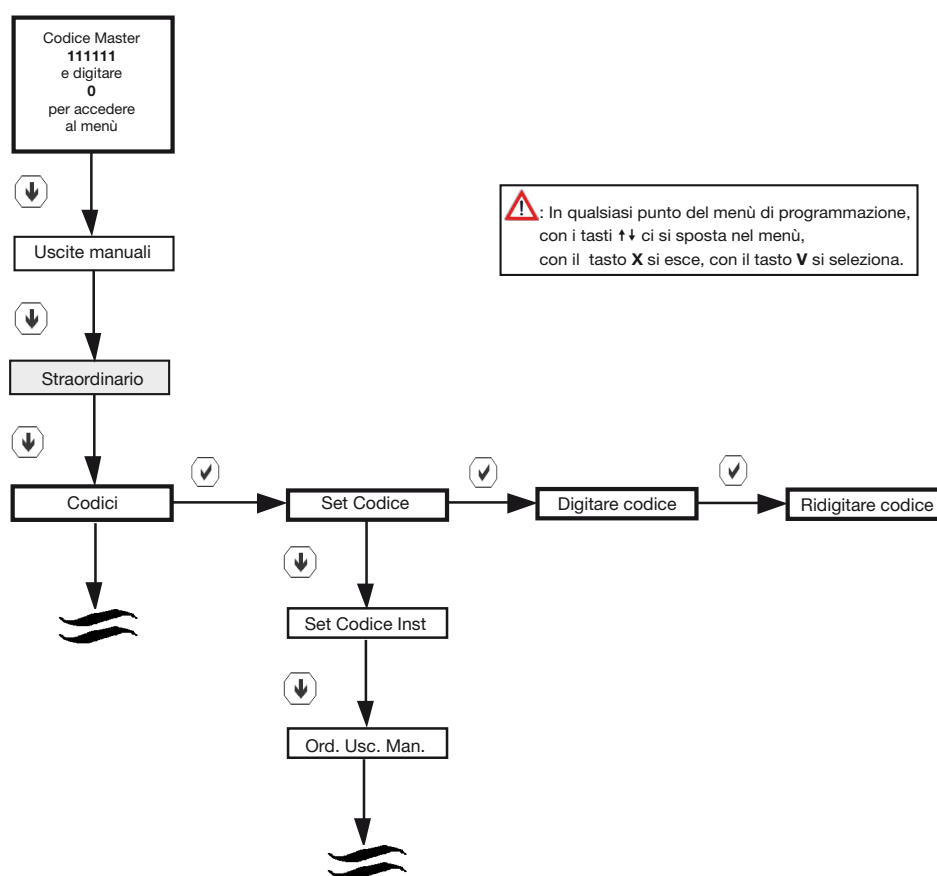 Codice Master
111111
e digitare
0
per accedere
al menù
: In qualsiasi punto del menù di programmazione,
con i tasti ↑↓ ci si sposta nel menù,
con il tasto X si esce, con il tasto V si seleziona.
Uscite manuali
Straordinario
Codici
Set Codice
Digitare codice
Ridigitare codice
Set Codice Inst
Ord. Usc. Man.